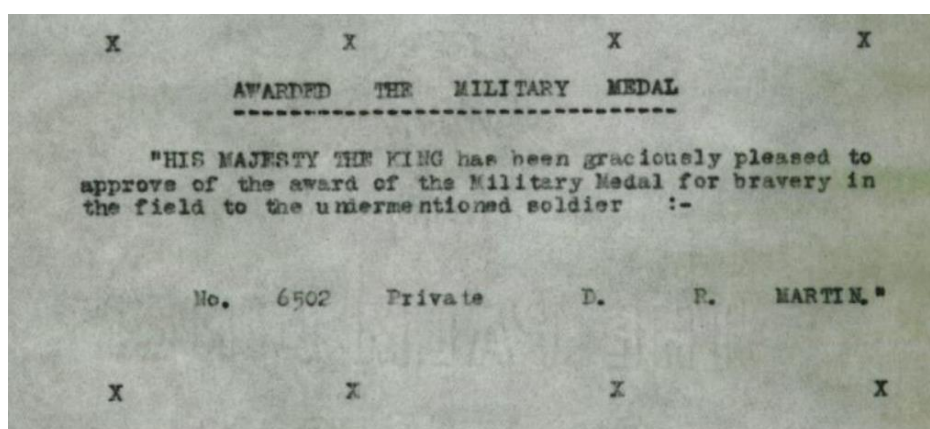 X X X X
AWARDED THE MILITARY MEDAL
"HIS MAJESTY THE KING has been graciously pleased to
approve of the award of the Military Medal for bravery in
the field to the undermentioned soldier :-
No. 6502 Private D. R. MARTIN."
X X X X